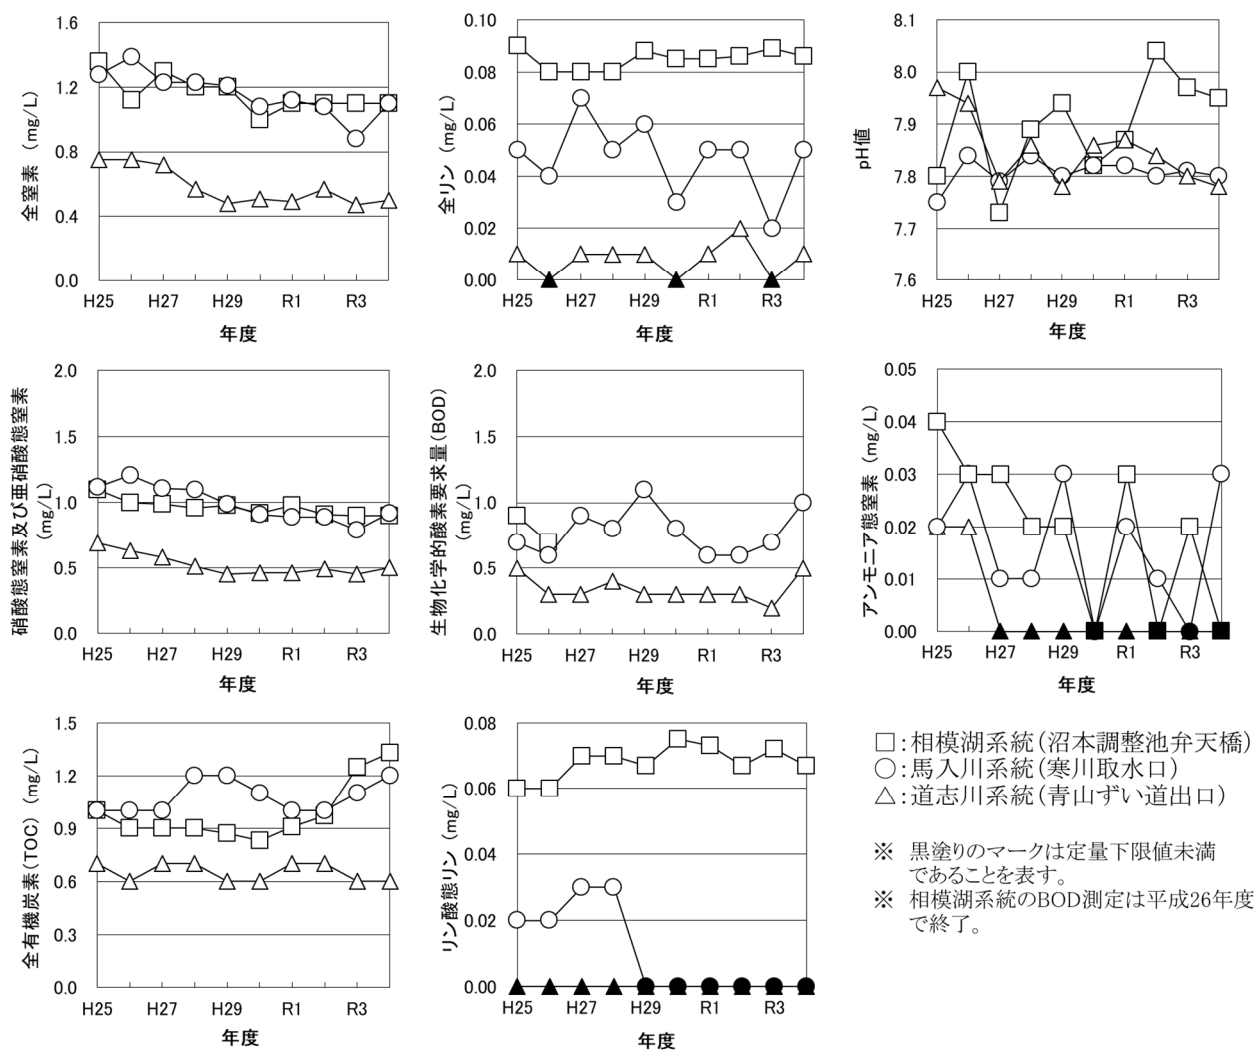 全窒素 (mg/L)
1.6
1.2
0.8
0.4
0.0
H25 H27 H29 R1 R3
年度
全リン (mg/L)
0.10
0.08
0.06
0.04
0.02
0.00
H25 H27 H29 R1 R3
年度
pH値
8.1
8.0
7.9
7.8
7.7
7.6
H25 H27 H29 R1 R3
年度
硝酸態窒素及び亜硝酸態窒素
(mg/L)
2.0
1.5
1.0
0.5
0.0
H25 H27 H29 R1 R3
年度
生物化学的酸素要求量(BOD)
(mg/L)
2.0
1.5
1.0
0.5
0.0
H25 H27 H29 R1 R3
年度
アンモニア態窒素 (mg/L)
0.05
0.04
0.03
0.02
0.01
0.00
H25 H27 H29 R1 R3
年度
全有機炭素(TOC) (mg/L)
1.5
1.2
0.9
0.6
0.3
0.0
H25 H27 H29 R1 R3
年度
リン酸態リン (mg/L)
0.08
0.06
0.04
0.02
0.00
H25 H27 H29 R1 R3
年度
□:相模湖系統(沼本調整池弁天橋)
○:馬入川系統(寒川取水口)
△:道志川系統(青山ずい道出口)
※ 黒塗りのマークは定量下限値未満
であることを表す。
※ 相模湖系統のBOD測定は平成26年度
で終了。